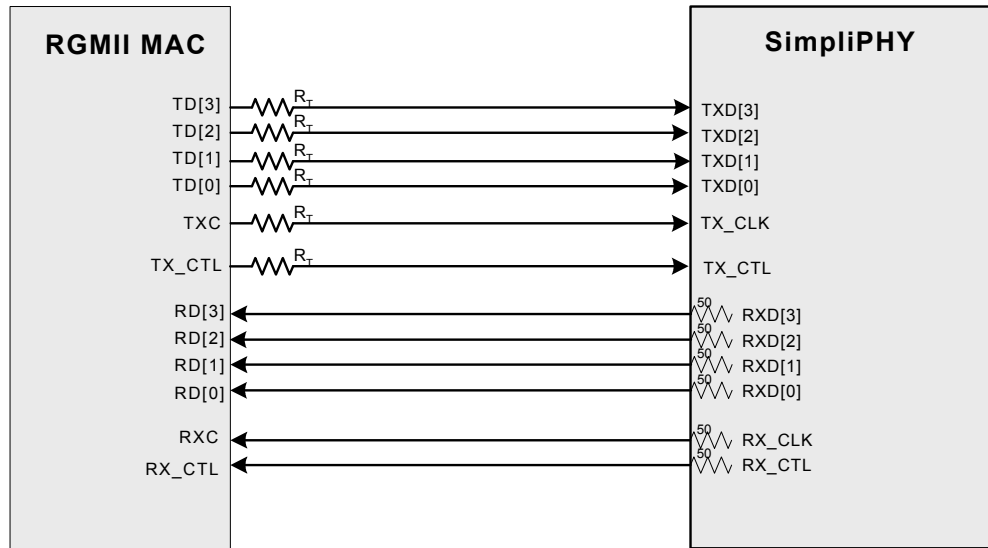 RGMII MAC
SimpliPHY
TD[3] R_T TXD[3]
TD[2] R_T TXD[2]
TD[1] R_T TXD[1]
TD[0] R_T TXD[0]
TXC R_T TX_CLK
TX_CTL R_T TX_CTL
RD[3] 50 RXD[3]
RD[2] 50 RXD[2]
RD[1] 50 RXD[1]
RD[0] 50 RXD[0]
RXC 50 RX_CLK
RX_CTL 50 RX_CTL